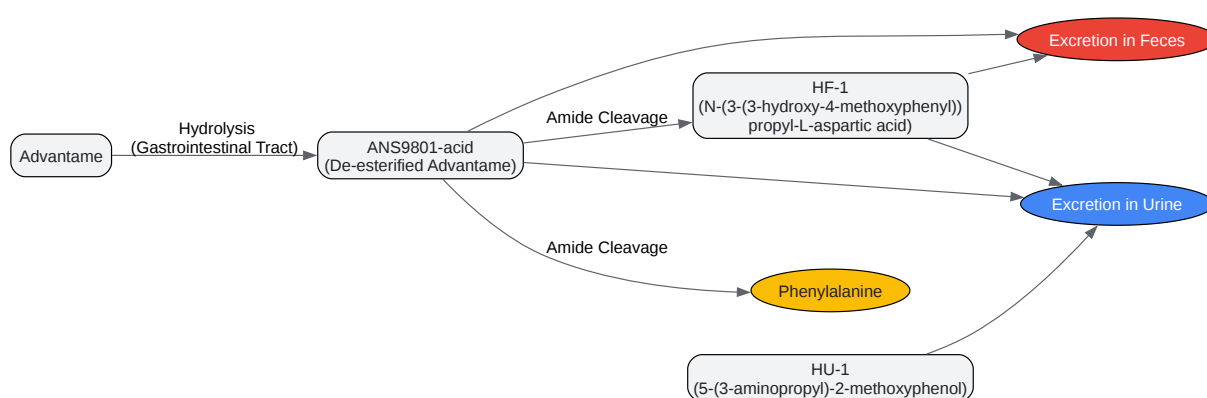 Advantame
Hydrolysis
(Gastrointestinal Tract)
ANS9801-acid
(De-esterified Advantame)
Amide Cleavage
HF-1
(N-(3-(3-hydroxy-4-methoxyphenyl))
propyl-L-aspartic acid)
Excretion in Feces
Excretion in Urine
Amide Cleavage
Phenylalanine
HU-1
(5-(3-aminopropyl)-2-methoxyphenol)